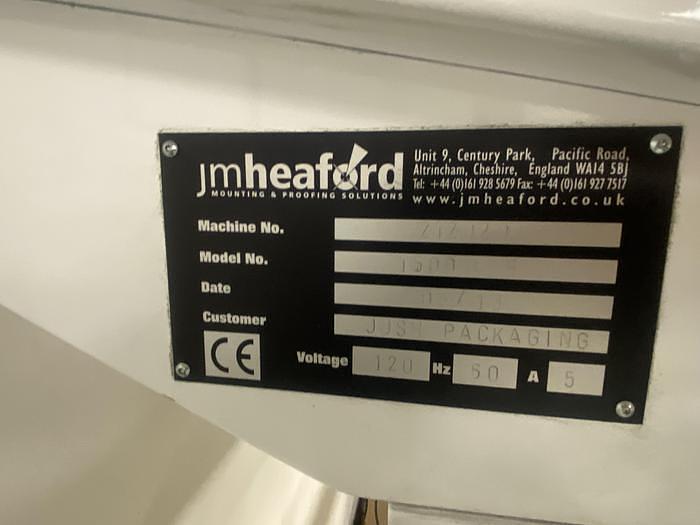 jmheaford
MOUNTING & PROOFING SOLUTIONS
Unit 9, Century Park, Pacific Road,
Altrincham, Cheshire, England WA14 5BJ
Tel: +44 (0)161 928 5679 Fax: +44 (0)161 927 7517
www.jmheaford.co.uk
Machine No.
Model No.
Date
Customer PACKAGING
CE Voltage 120 Hz A 5